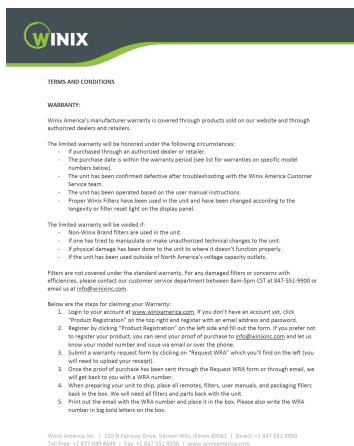 WINIX
TERMS AND CONDITIONS
WARRANTY:
Winix America's manufacturer warranty is covered through products sold on our website and through
authorized dealers and retailers.
The limited warranty will be honored under the following circumstances:
- If purchased through an authorized dealer or retailer.
- The purchase date is within the warranty period (see list for warranties on specific model
numbers below).
- The unit has been confirmed defective after troubleshooting with the Winix America Customer
Service team.
- The unit has been operated based on the user manual instructions.
- Proper Winix Filters have been used in the unit and have been changed according to the
longevity or filter reset light on the display panel.
The limited warranty will be voided if:
- Non-Winix Brand filters are used in the unit.
- If one has tried to manipulate or make unauthorized technical changes to the unit.
- If physical damage has been done to the unit to where it doesn't function properly.
- If the unit has been used outside of North America's voltage capacity outlets.
Filters are not covered under the standard warranty. For any damaged filters or concerns with
efficiencies, please contact our customer service department between 8am-5pm CST at 847-551-9900 or
email us at info@winixinc.com.
Below are the steps for claiming your Warranty:
1. Login to your account at www.winixamerica.com. If you don't have an account yet, click
"Product Registration" on the top right and register with an email address and password.
2. Register by clicking "Product Registration" on the left side and fill out the form. If you prefer not
to register your product, you can send your proof of purchase to info@winixinc.com and let us
know your model number and issue via email or over the phone.
3. Submit a warranty request form by clicking on "Request WRA" which you'll find on the left (you
will need to upload your receipt).
3. Once the proof of purchase has been sent through the Request WRA form or through email, we
will get back to you with a WRA number.
4. When preparing your unit to ship, place all remotes, filters, user manuals, and packaging fillers
back in the box. We will need all filters and parts back with the unit.
5. Print out the email with the WRA number and place it in the box. Please also write the WRA
number in big bold letters on the box.
Winix America Inc. | 220 N Fairway Drive, Vernon Hills, Illinois 60061 | Direct: +1 847 551 9900
Toll Free: +1 877 699 4649 | Fax: +1 847 551 9200 | www.winixamerica.com